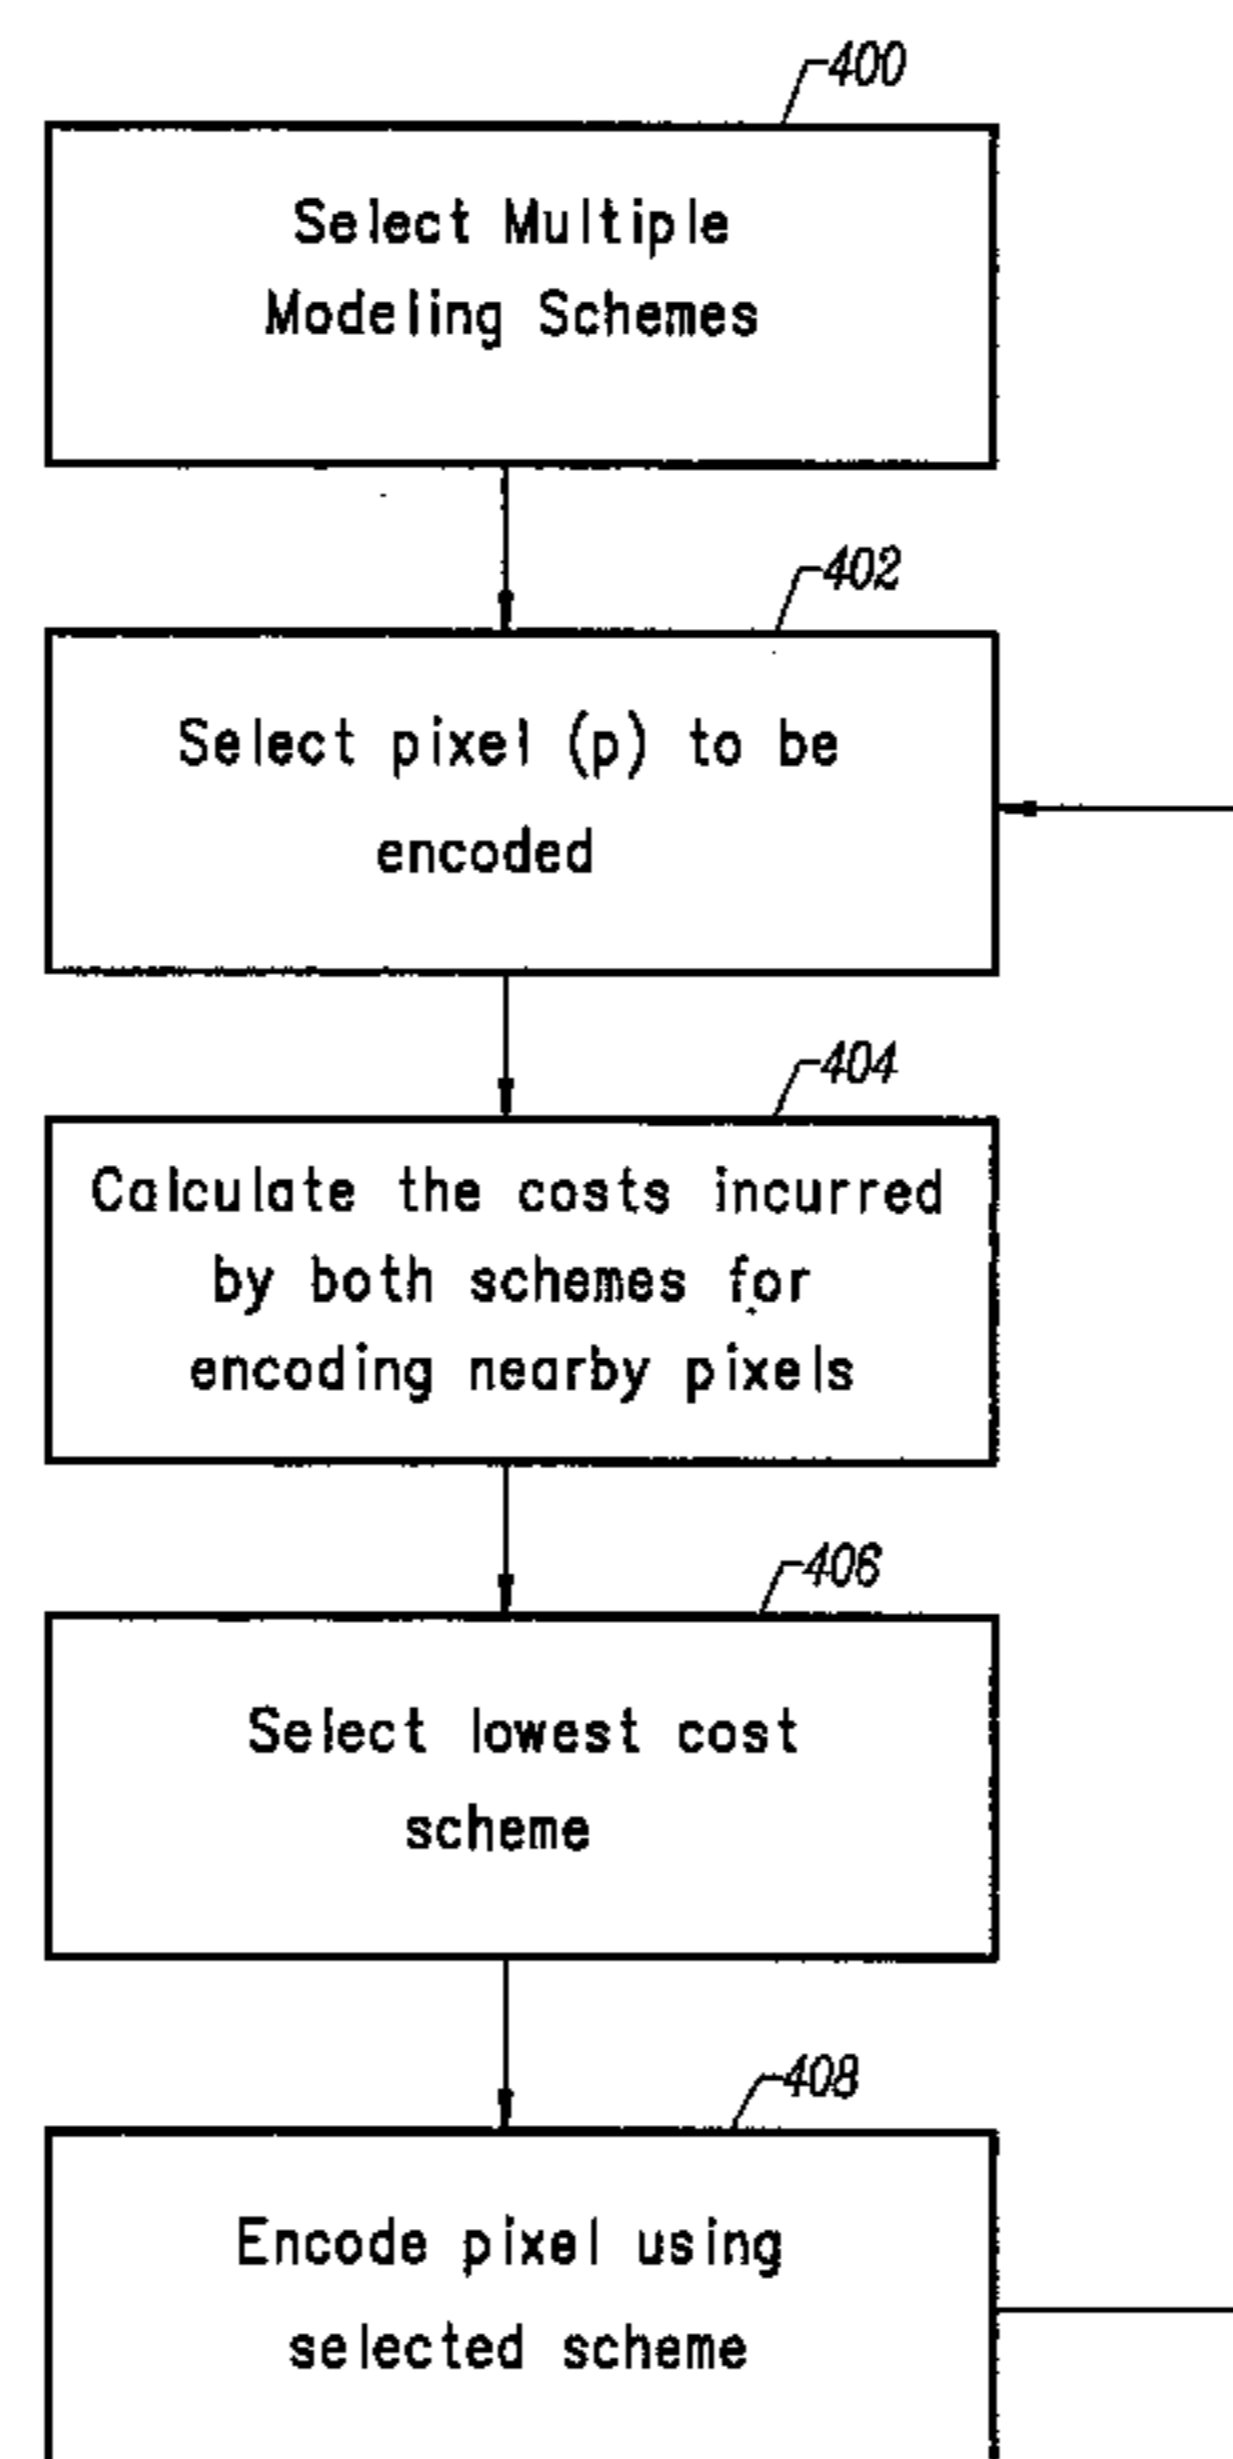 400
Select Multiple
Modeling Schemes
402
Select pixel (p) to be
encoded
404
Calculate the costs incurred
by both schemes for
encoding nearby pixels
406
Select lowest cost
scheme
408
Encode pixel using
selected scheme